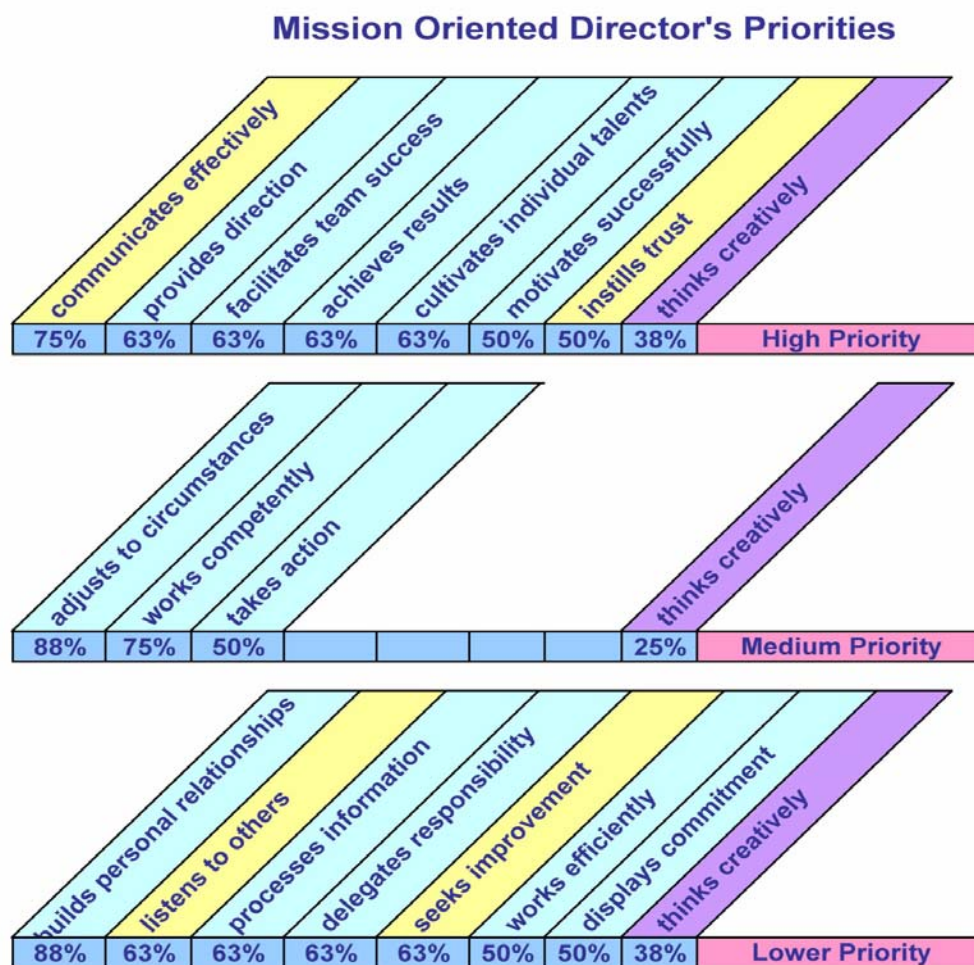 Mission Oriented Director's Priorities
communicates effectively
provides direction
facilitates team success
achieves results
cultivates individual talents
motivates successfully
instills trust
thinks creatively
75% 63% 63% 63% 63% 50% 50% 38% High Priority
adjusts to circumstances
works competently
takes action
thinks creatively
88% 75% 50% 25% Medium Priority
builds personal relationships
listens to others
processes information
delegates responsibility
seeks improvement
works efficiently
displays commitment
thinks creatively
88% 63% 63% 63% 63% 50% 50% 38% Lower Priority